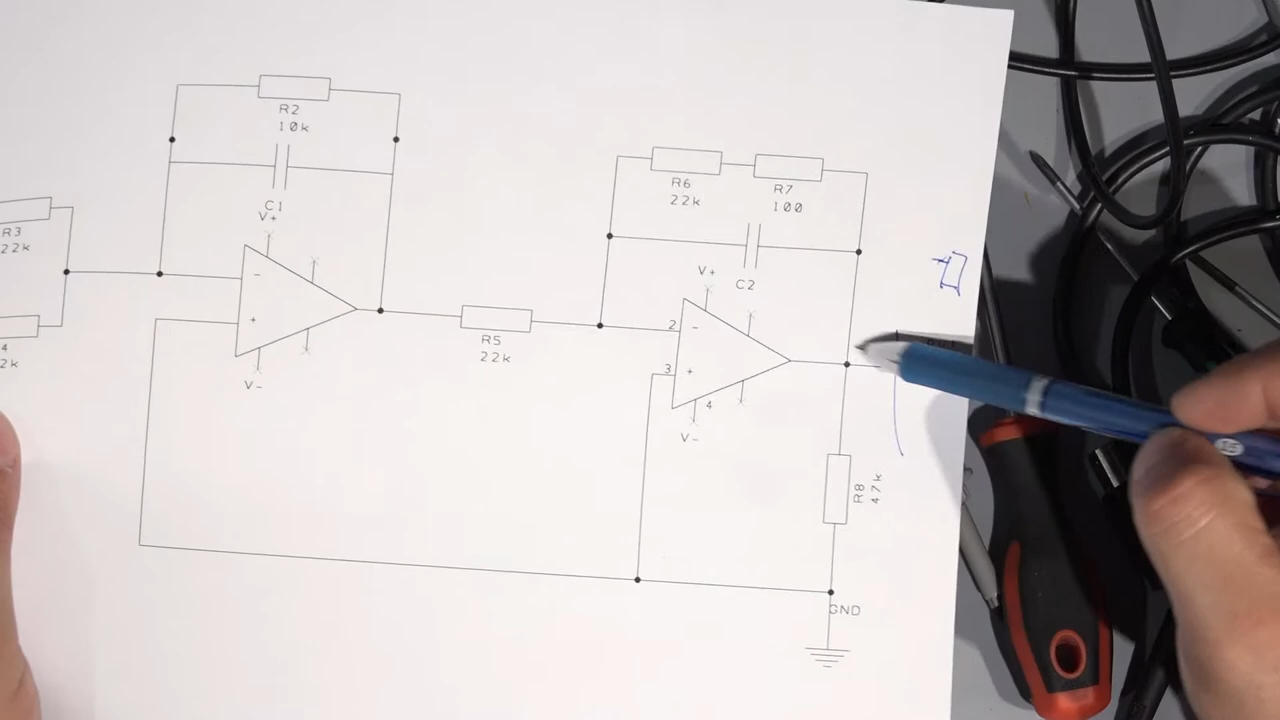 R2
10k
C1
V+
R3
22k
-
+
V-
R5
22k
R6
22k
R7
100
C2
V+
2
-
3
+
4
V-
R8
47k
GND
4
2k
15